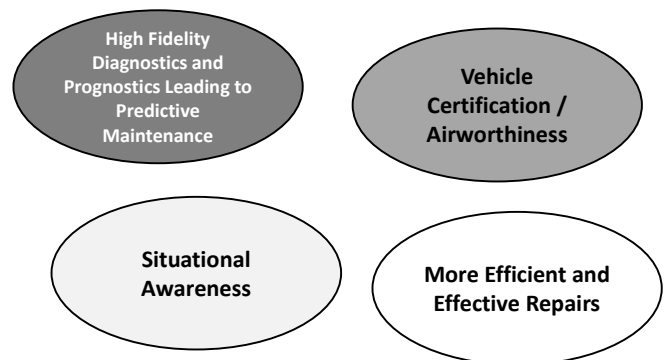 High Fidelity
Diagnostics and
Prognostics Leading to
Predictive
Maintenance
Vehicle
Certification /
Airworthiness
Situational
Awareness
More Efficient and
Effective Repairs